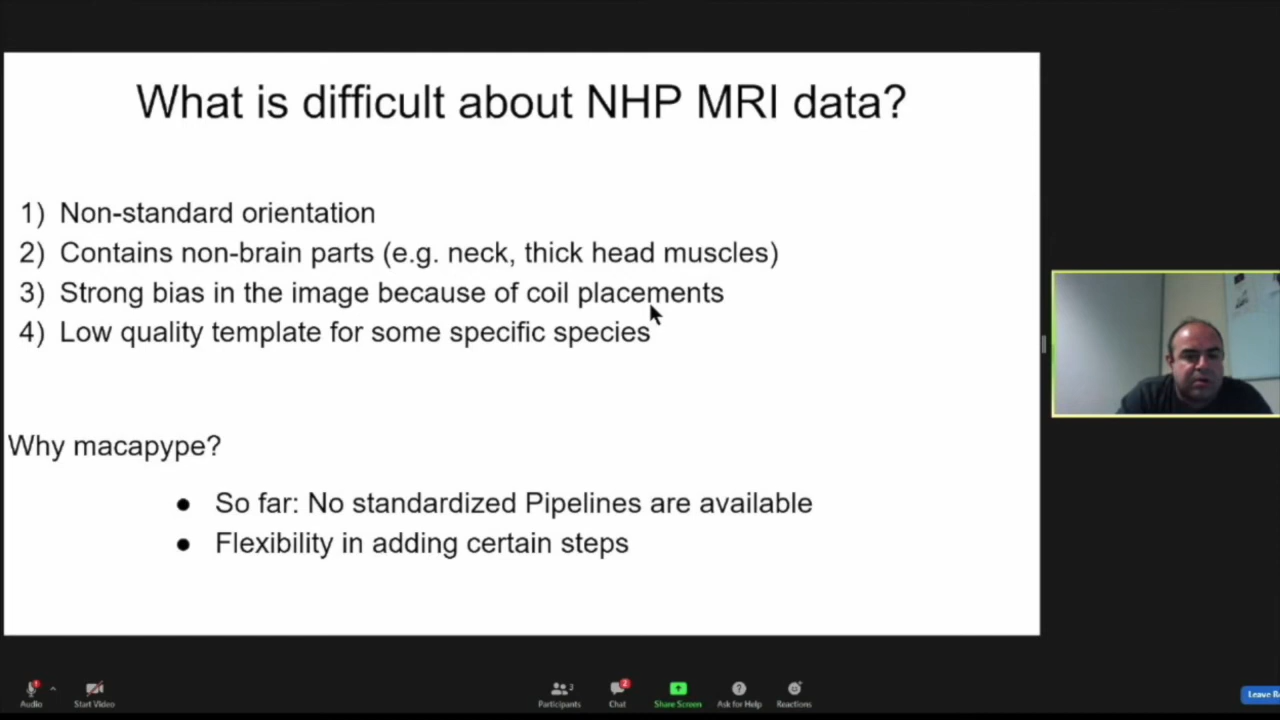 What is difficult about NHP MRI data?
1) Non-standard orientation
2) Contains non-brain parts (e.g. neck, thick head muscles)
3) Strong bias in the image because of coil placements
4) Low quality template for some specific species
Why macapype?
● So far: No standardized Pipelines are available
● Flexibility in adding certain steps
Audio
Start Video
Participants
3
Chat
2
Share Screen
Ask for Help
Reactions
Leave